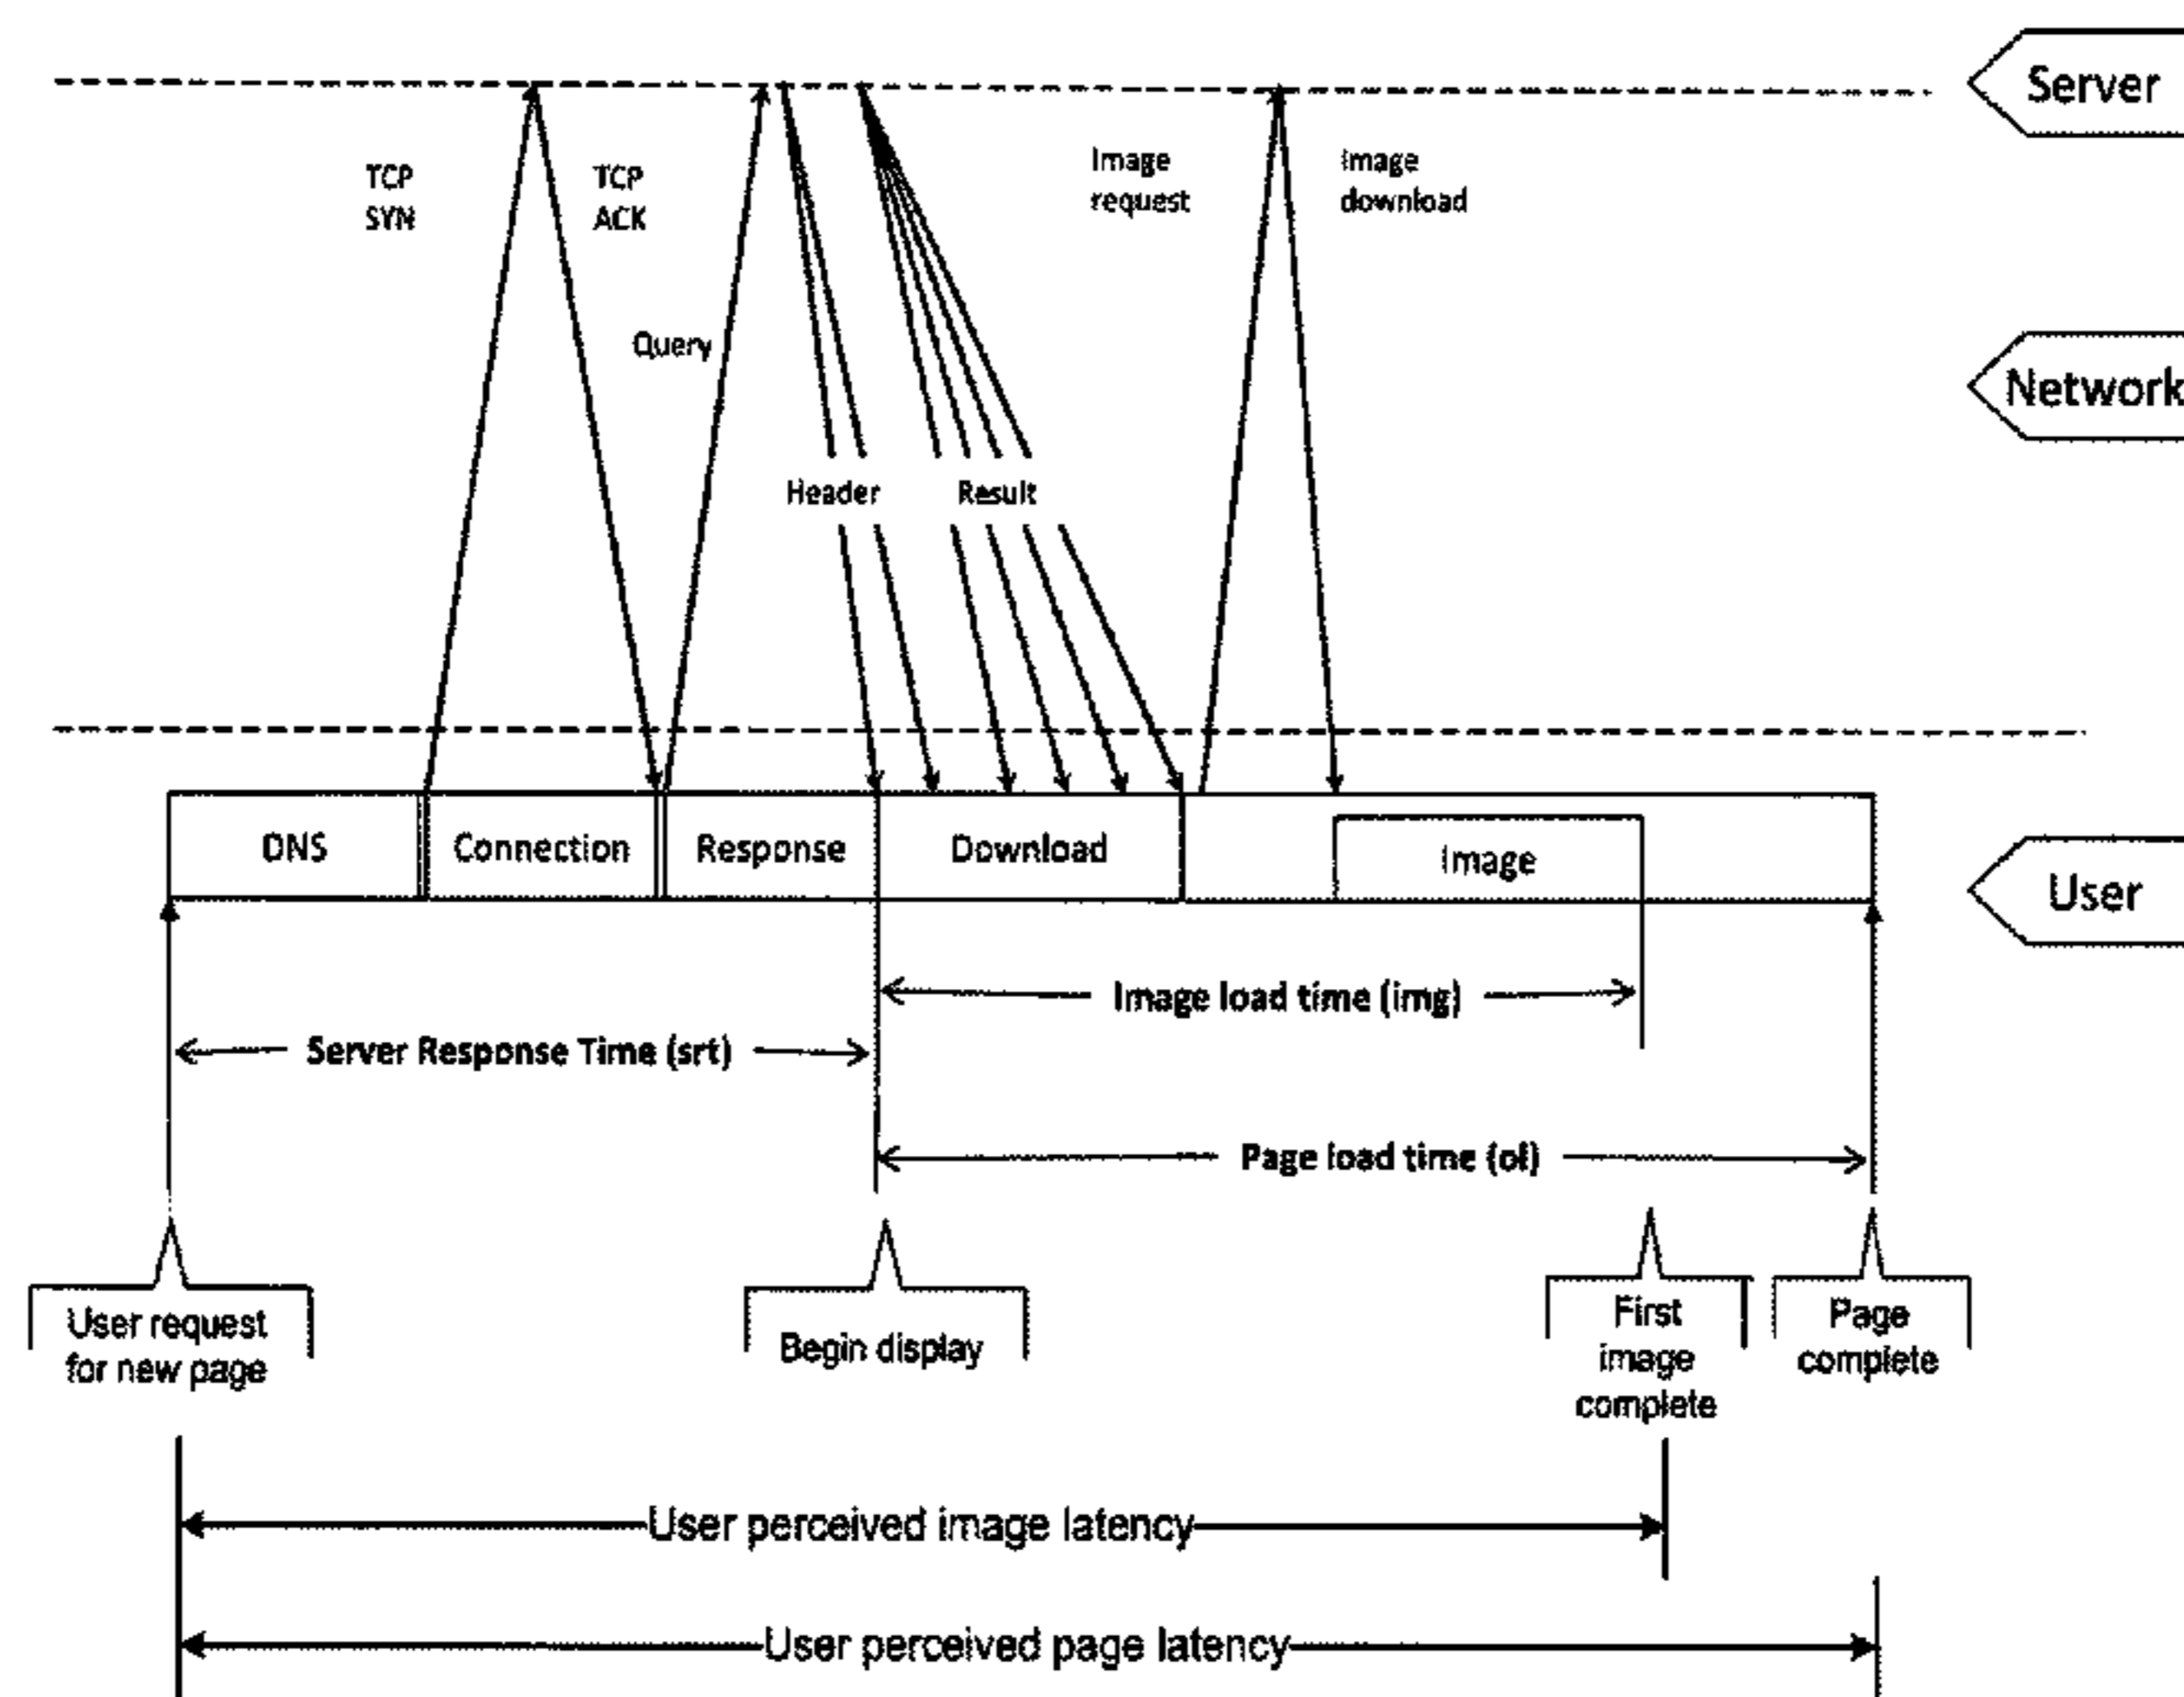 Server
TCP
SYN
TCP
ACK
Image
request
Image
download
Query
Network
Header
Result
DNS
Connection
Response
Download
Image
User
Image load time (img)
Server Response Time (srt)
Page load time (ol)
User request
for new page
Begin display
First
image
complete
Page
complete
User perceived image latency
User perceived page latency